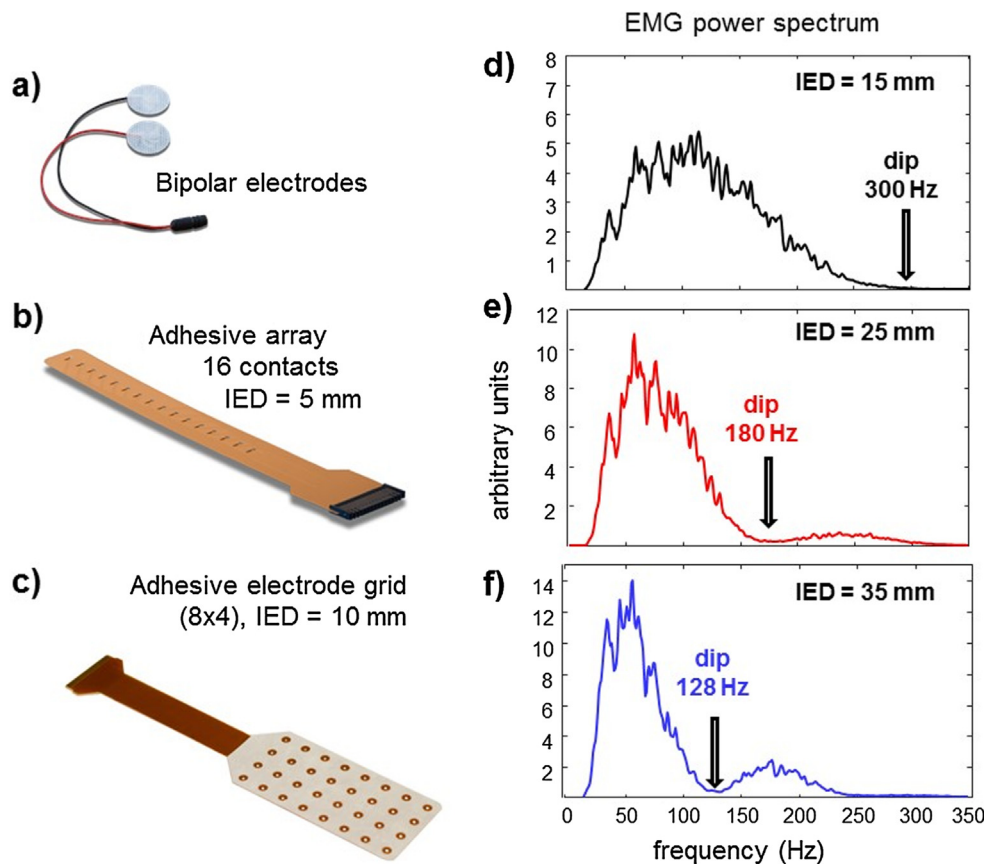 EMG power spectrum
a)
Bipolar electrodes
b)
Adhesive array
16 contacts
IED = 5 mm
c)
Adhesive electrode grid
(8x4), IED = 10 mm
d)
IED = 15 mm
dip
300 Hz
8
7
6
5
4
3
2
1
e)
IED = 25 mm
dip
180 Hz
12
10
8
6
4
2
arbitrary units
f)
IED = 35 mm
dip
128 Hz
14
12
10
8
6
4
2
0 50 100 150 200 250 300 350
frequency (Hz)